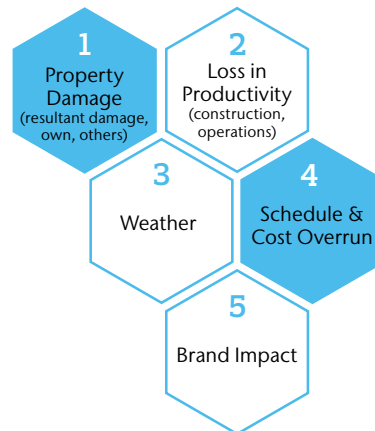 1
Property
Damage
(resultant damage,
own, others)
2
Loss in
Productivity
(construction,
operations)
3
Weather
4
Schedule &
Cost Overrun
5
Brand Impact